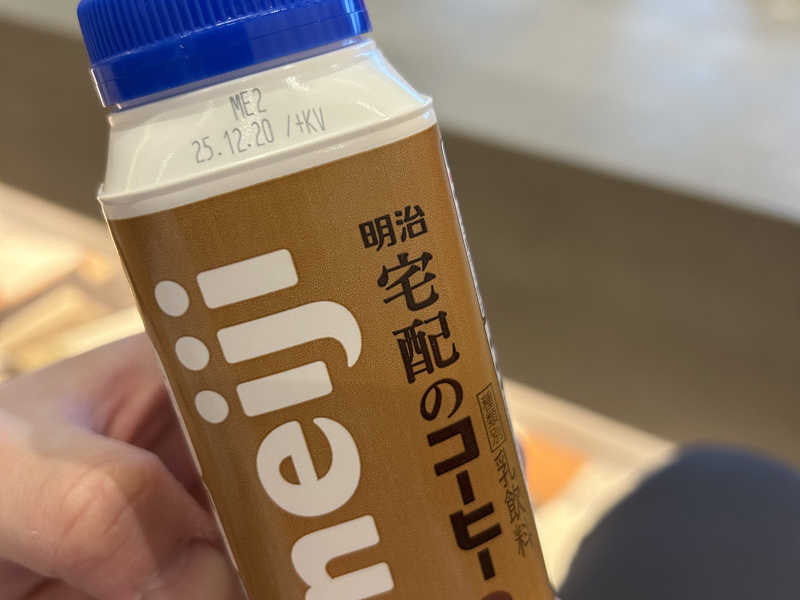 ME2
25.12.20 /+KV
meiji
明治
宅配のコーヒー
乳飲料